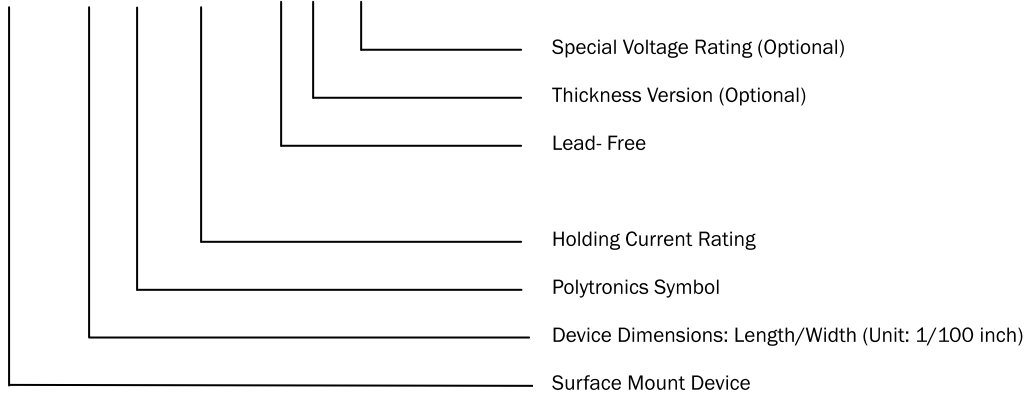 Special Voltage Rating (Optional)
Thickness Version (Optional)
Lead- Free
Holding Current Rating
Polytronics Symbol
Device Dimensions: Length/Width (Unit: 1/100 inch)
Surface Mount Device